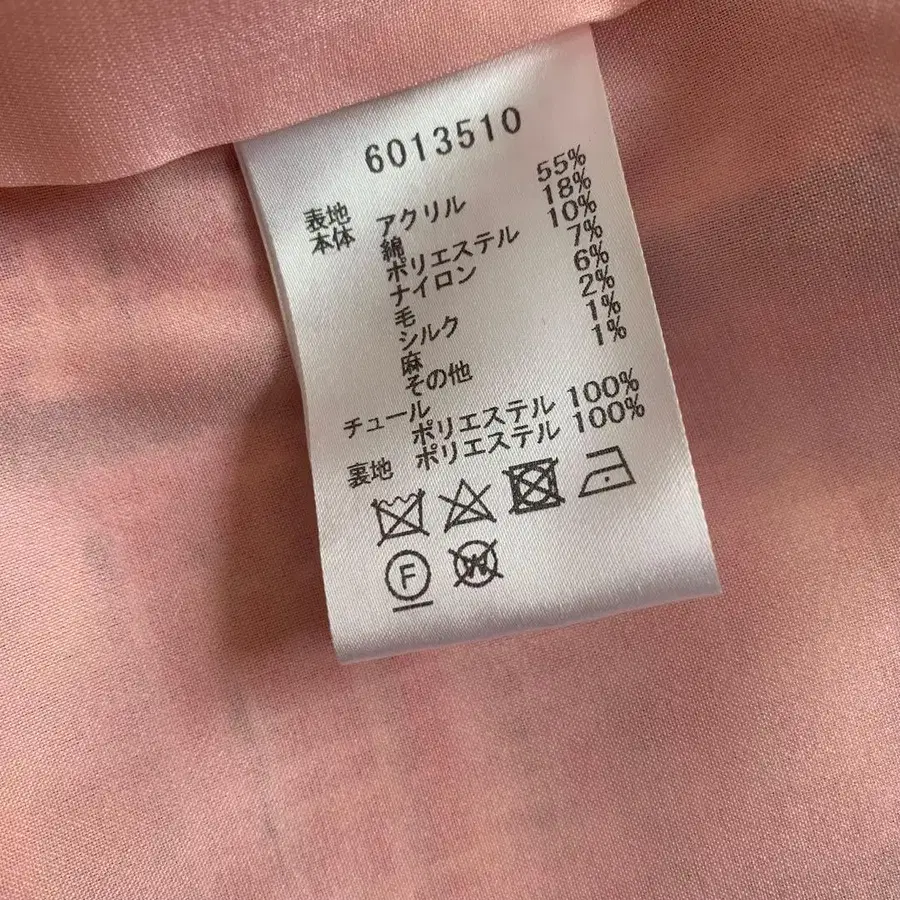 6013510
表地 アクリル 55%
本体 綿 18%
ポリエステル 10%
ナイロン 7%
毛 6%
シルク 2%
麻 1%
その他 1%
チュール
ポリエステル 100%
裏地 ポリエステル 100%
F
W